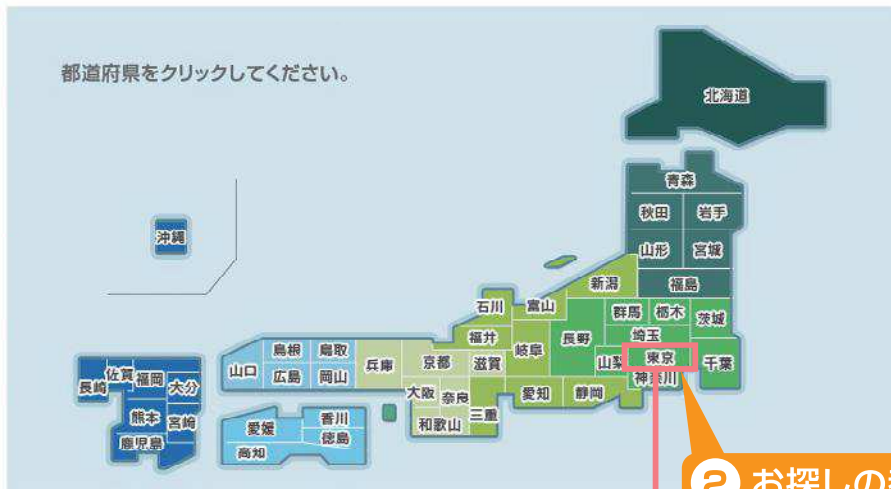 都道府県をクリックしてください。
北海道
青森
秋田 岩手
沖縄
山形 宮城
新潟 福島
石川 富山
群馬 栃木 茨城
福井 長野 埼玉
島根 鳥取 兵庫 京都 滋賀 岐阜 山梨 東京 千葉
山口 広島 岡山 神奈川
長崎 佐賀 福岡 大分
大阪 奈良 三重 愛知 静岡
熊本 宮崎 愛媛 香川 和歌山
鹿児島 高知 徳島
2 お探しの